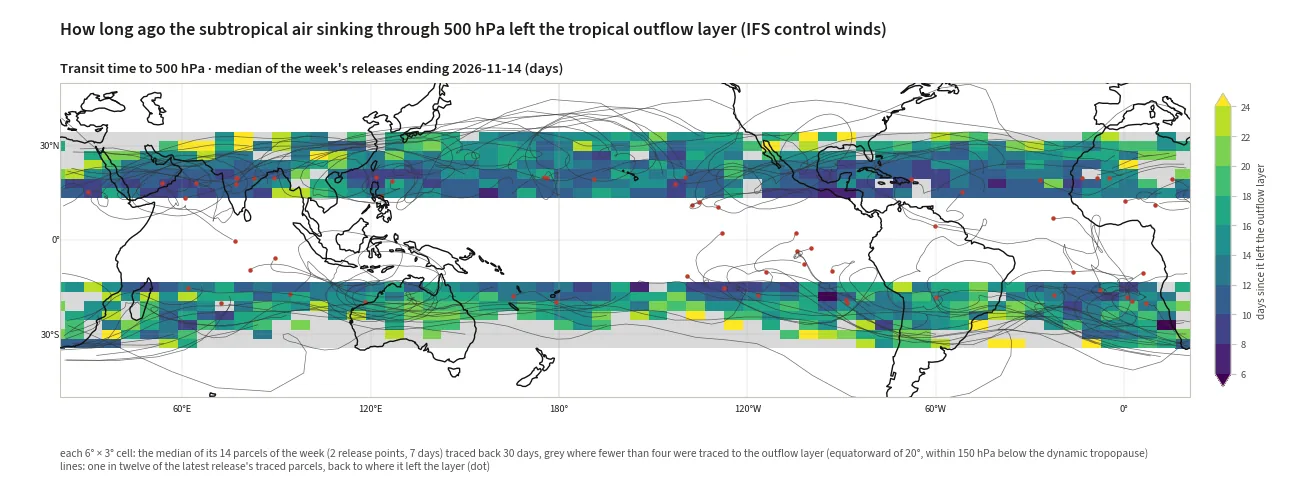 How long ago the subtropical air sinking through 500 hPa left the tropical outflow layer (IFS control winds)
Transit time to 500 hPa · median of the week's releases ending 2026-11-14 (days)
30°N
0°
30°S
60°E
120°E
180°
120°W
60°W
0°
24
22
20
18
16
14
12
10
8
6
days since it left the outflow layer
each 6° × 3° cell: the median of its 14 parcels of the week (2 release points, 7 days) traced back 30 days, grey where fewer than four were traced to the outflow layer (equatorward of 20°, within 150 hPa below the dynamic tropopause)
lines: one in twelve of the latest release's traced parcels, back to where it left the layer (dot)